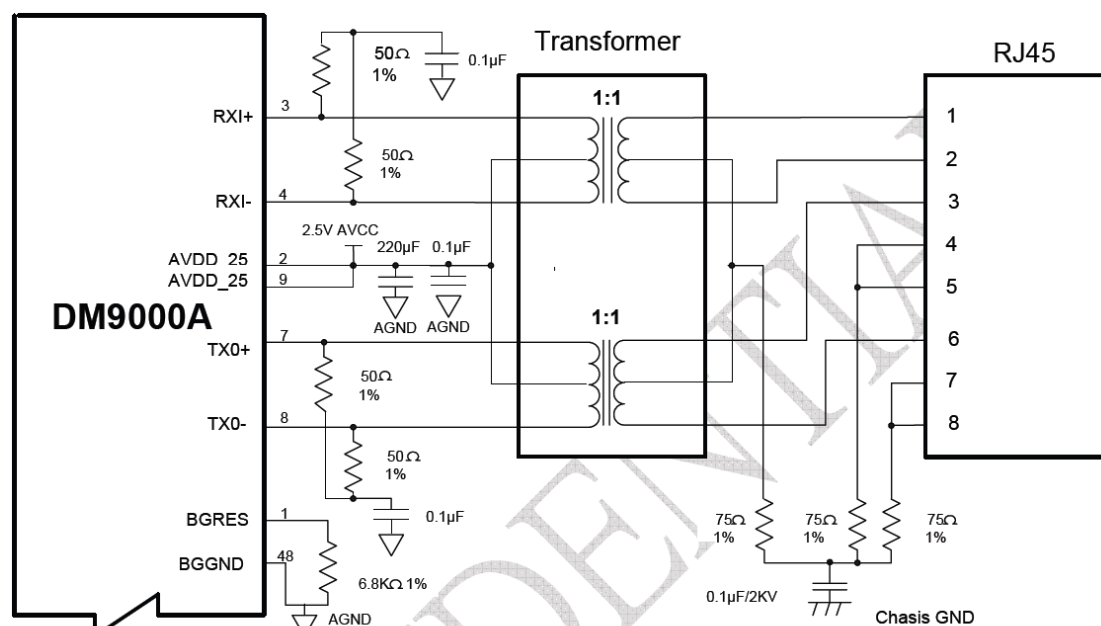 Transformer
RJ45
50Ω
1%
0.1µF
1:1
RXI+
3
1
50Ω
1%
2
RXI-
4
3
2.5V AVCC
220µF
0.1µF
4
AVDD_25
2
AVDD_25
9
5
DM9000A
AGND
AGND
1:1
7
6
TX0+
50Ω
1%
7
TX0-
8
8
50Ω
1%
0.1µF
BGRES
1
75Ω
1%
75Ω
1%
75Ω
1%
BGGND
48
6.8KΩ 1%
0.1µF/2KV
AGND
Chasis GND
DENTIA